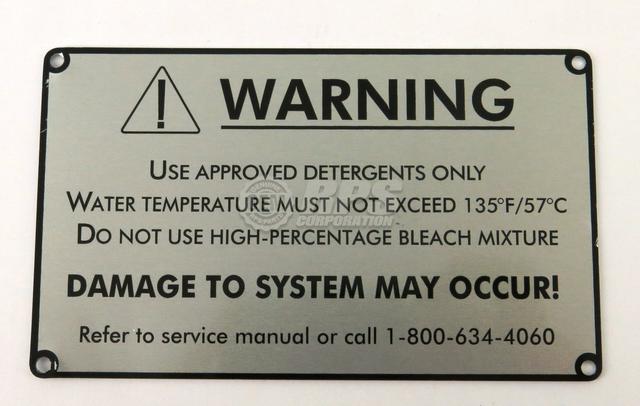 WARNING
USE APPROVED DETERGENTS ONLY
WATER TEMPERATURE MUST NOT EXCEED 135°F/57°C
DO NOT USE HIGH-PERCENTAGE BLEACH MIXTURE
DAMAGE TO SYSTEM MAY OCCUR!
Refer to service manual or call 1-800-634-4060
CORPORATION